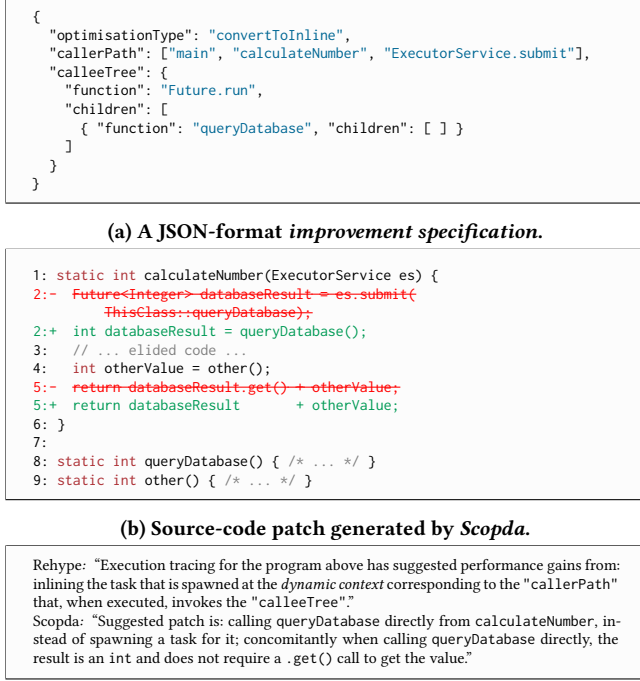 {
  "optimisationType": "convertToInline",
  "callerPath": ["main", "calculateNumber", "ExecutorService.submit"],
  "calleeTree": {
    "function": "Future.run",
    "children": [
      { "function": "queryDatabase", "children": [ ] }
    ]
  }
}
(a) A JSON-format improvement specification.
1: static int calculateNumber(ExecutorService es) {
2:-  Future<Integer> databaseResult = es.submit(
         ThisClass::queryDatabase);
2:+  int databaseResult = queryDatabase();
3:   // ... elided code ...
4:   int otherValue = other();
5:-  return databaseResult.get() + otherValue;
5:+  return databaseResult       + otherValue;
6: }
7:
8: static int queryDatabase() { /* ... */ }
9: static int other() { /* ... */ }
(b) Source-code patch generated by Scopda.
Rehype: “Execution tracing for the program above has suggested performance gains from:
inlining the task that is spawned at the dynamic context corresponding to the "callerPath"
that, when executed, invokes the "calleeTree".”
Scopda: “Suggested patch is: calling queryDatabase directly from calculateNumber, in-
stead of spawning a task for it; concomitantly when calling queryDatabase directly, the
result is an int and does not require a .get() call to get the value.”